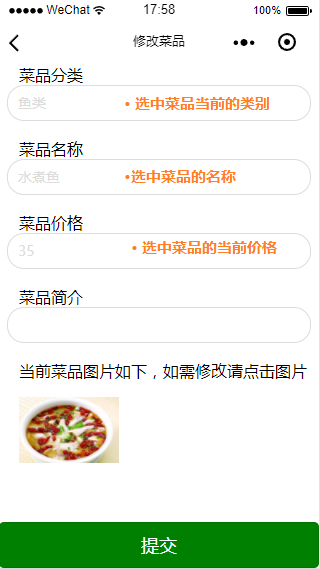 ●●●●● WeChat 17:58 100%
修改菜品
菜品分类
鱼类 • 选中菜品当前的类别
菜品名称
水煮鱼 •选中菜品的名称
菜品价格
35 • 选中菜品的当前价格
菜品简介
当前菜品图片如下，如需修改请点击图片
提交